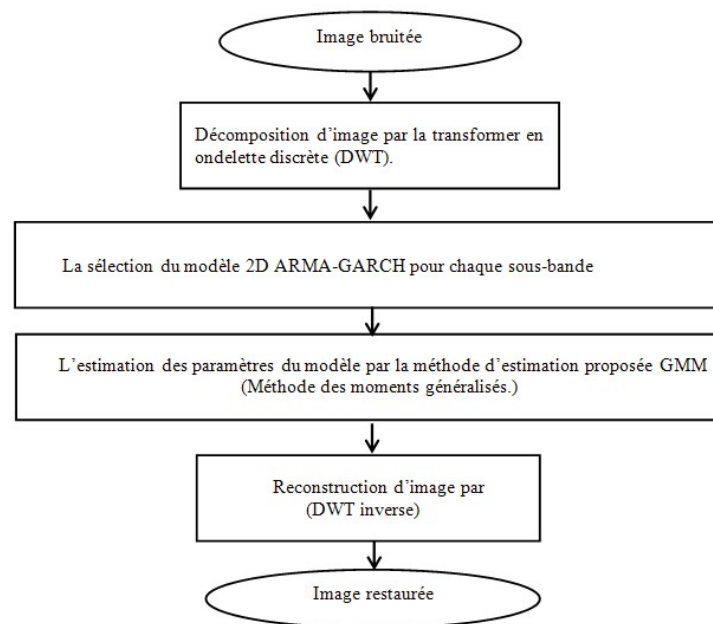 Image bruitée
Décomposition d'image par la transformer en
ondelette discrète (DWT).
La sélection du modèle 2D ARMA-GARCH pour chaque sous-bande
L'estimation des paramètres du modèle par la méthode d'estimation proposée GMM
(Méthode des moments généralisés.)
Reconstruction d'image par
(DWT inverse)
Image restaurée